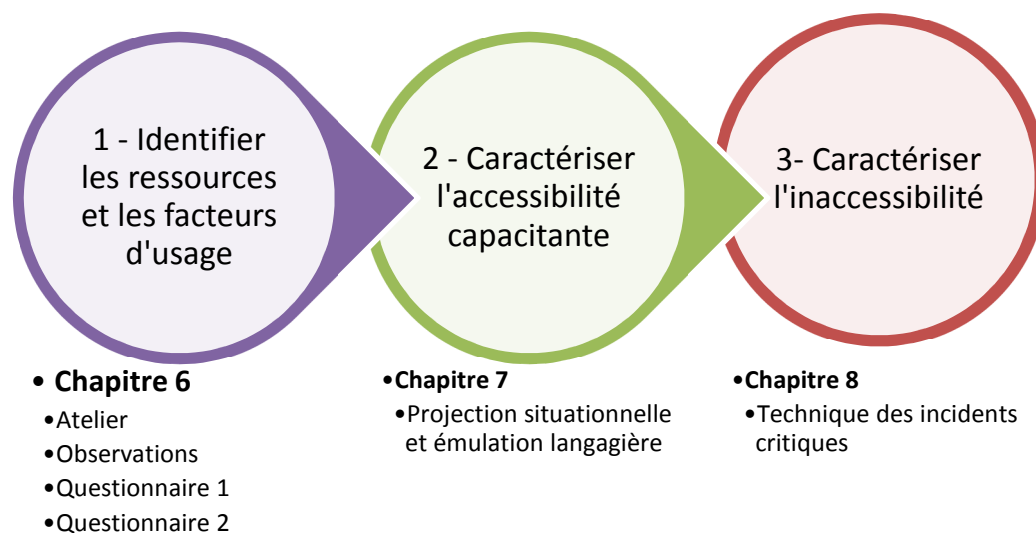 1 - Identifier
les ressources
et les facteurs
d'usage
2 - Caractériser
l'accessibilité
capacitante
3- Caractériser
l'inaccessibilité
• Chapitre 6
•Atelier
•Observations
•Questionnaire 1
•Questionnaire 2
•Chapitre 7
•Projection situationnelle
et émulation langagière
•Chapitre 8
•Technique des incidents
critiques